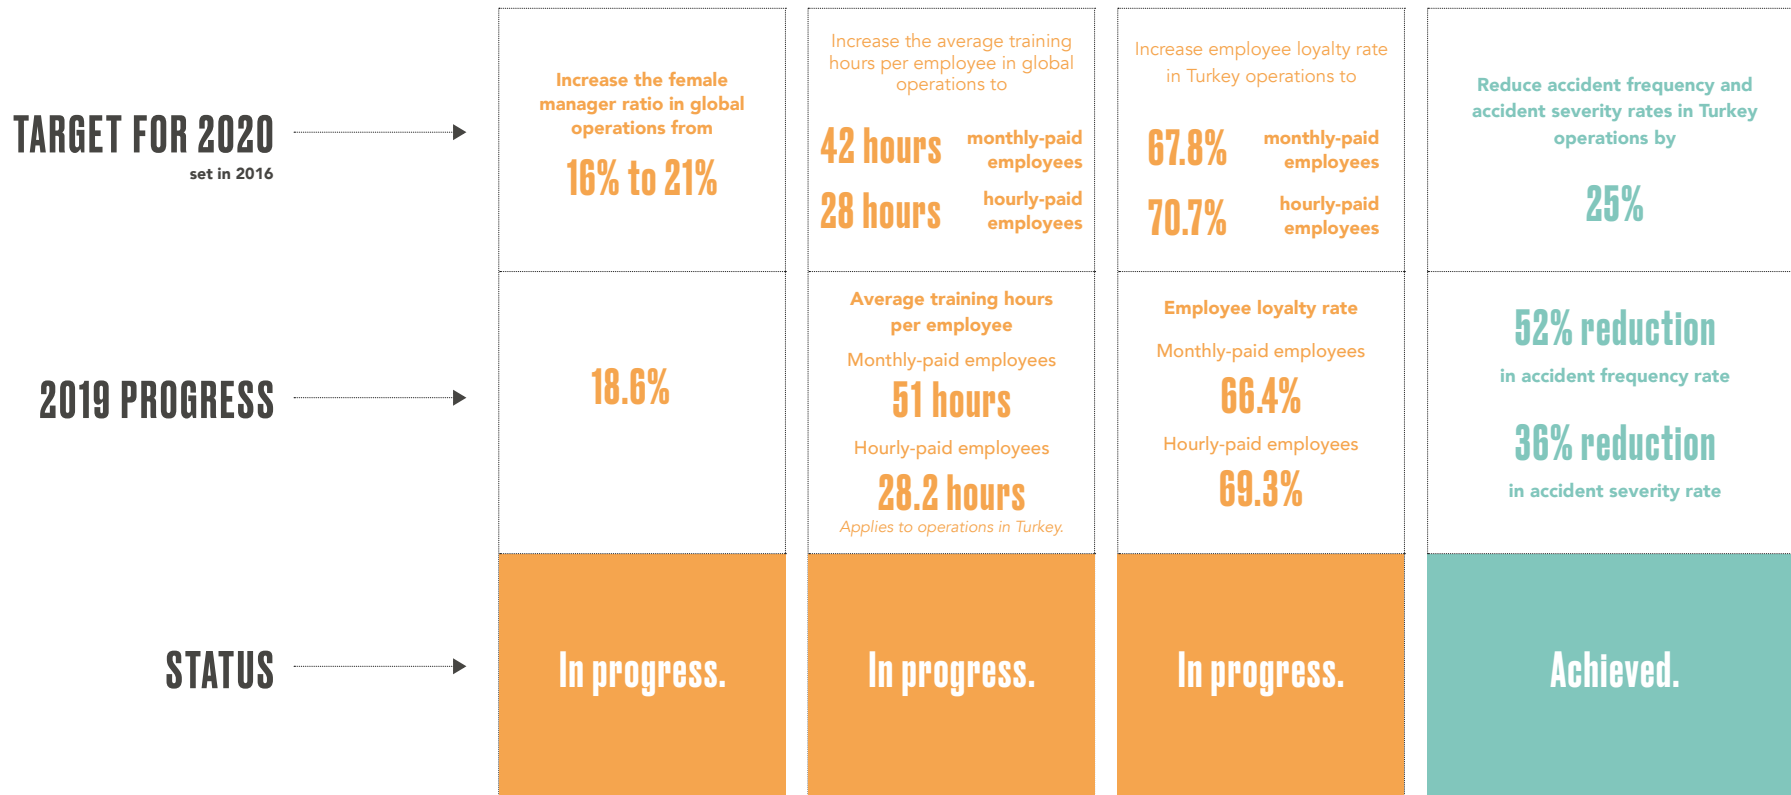 TARGET FOR 2020
set in 2016
Increase the female
manager ratio in global
operations from
16% to 21%
Increase the average training
hours per employee in global
operations to
42 hours monthly-paid
employees
28 hours hourly-paid
employees
Increase employee loyalty rate
in Turkey operations to
67.8% monthly-paid
employees
70.7% hourly-paid
employees
Reduce accident frequency and
accident severity rates in Turkey
operations by
25%
2019 PROGRESS
18.6%
Average training hours
per employee
Monthly-paid employees
51 hours
Hourly-paid employees
28.2 hours
Applies to operations in Turkey.
Employee loyalty rate
Monthly-paid employees
66.4%
Hourly-paid employees
69.3%
52% reduction
in accident frequency rate
36% reduction
in accident severity rate
STATUS
In progress.
In progress.
In progress.
Achieved.